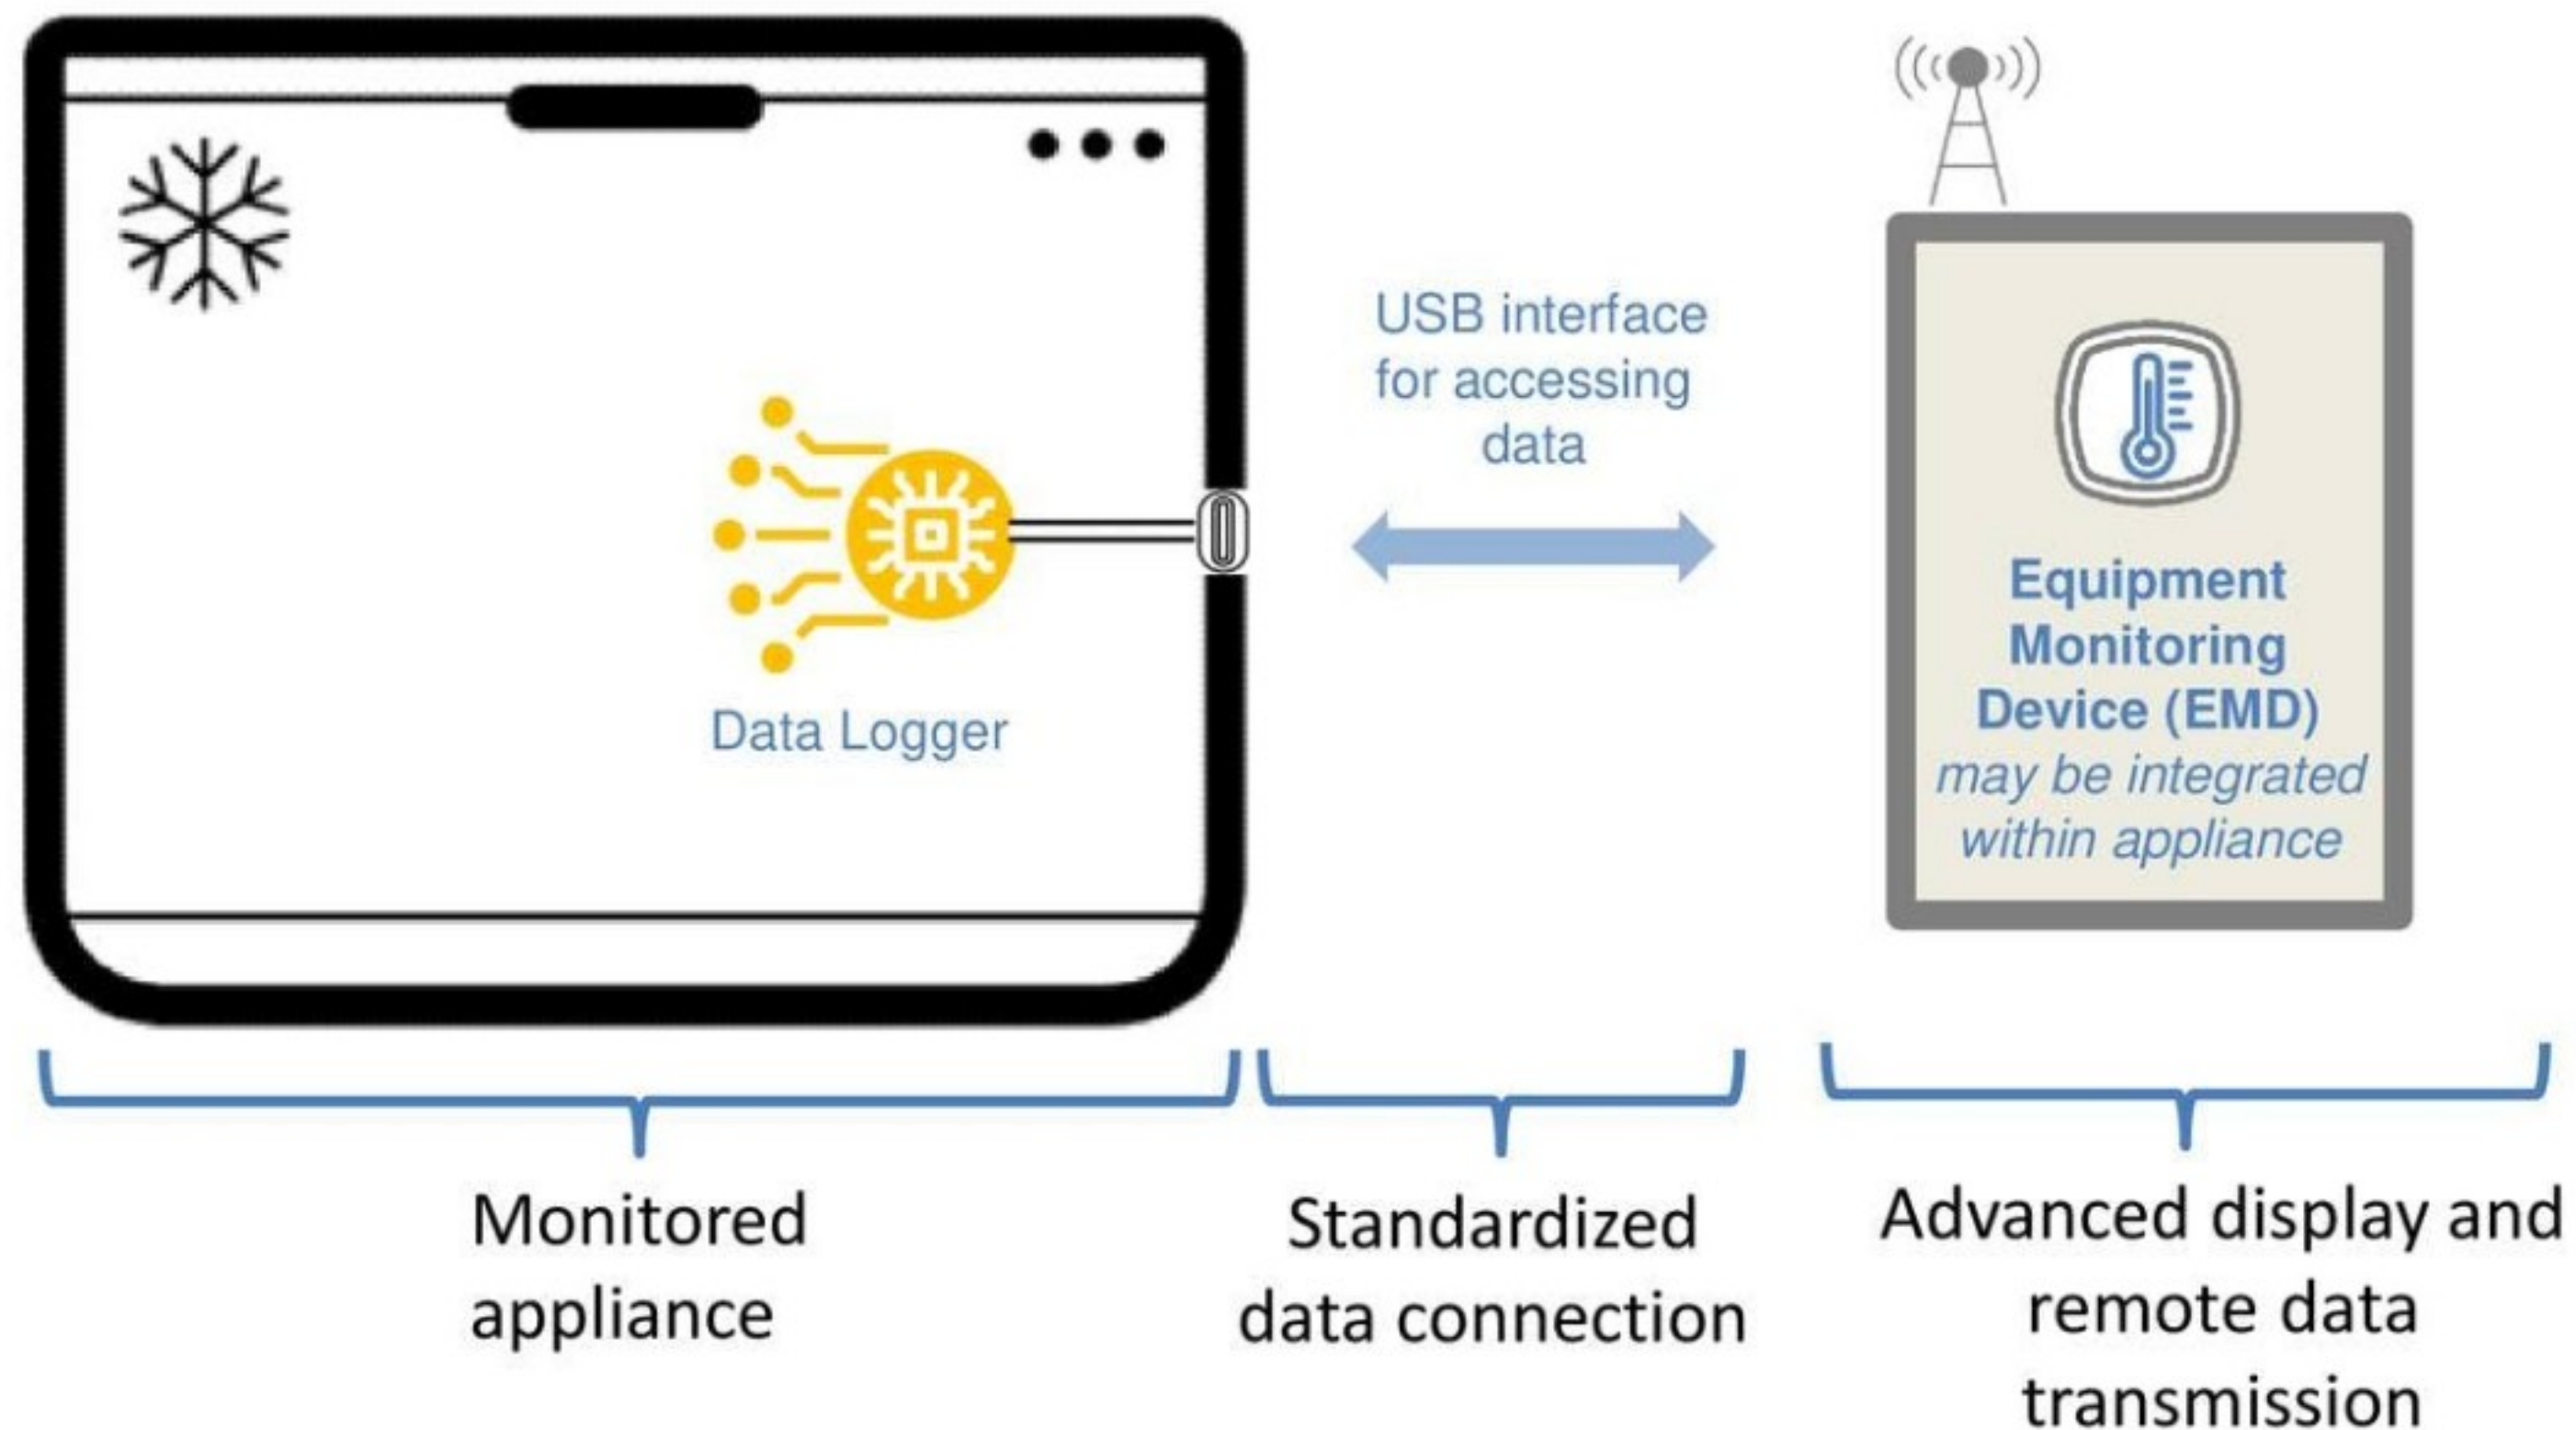 USB interface
for accessing
data
Data Logger
Equipment
Monitoring
Device (EMD)
may be integrated
within appliance
Monitored
appliance
Standardized
data connection
Advanced display and
remote data
transmission